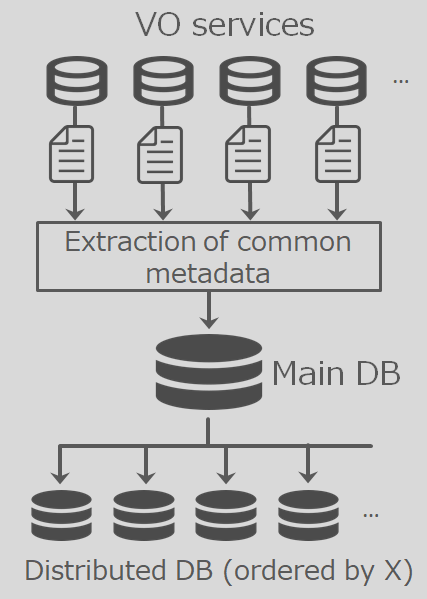 VO services
...
Extraction of common
metadata
Main DB
...
Distributed DB (ordered by X)